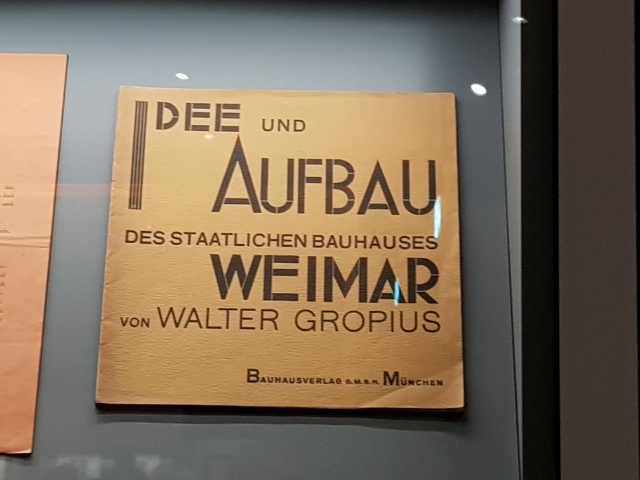 IDEE UND
AUFBAU
DES STAATLICHEN BAUHAUSES
WEIMAR
VON WALTER GROPIUS
BAUHAUSVERLAG G.M.B.H. MÜNCHEN